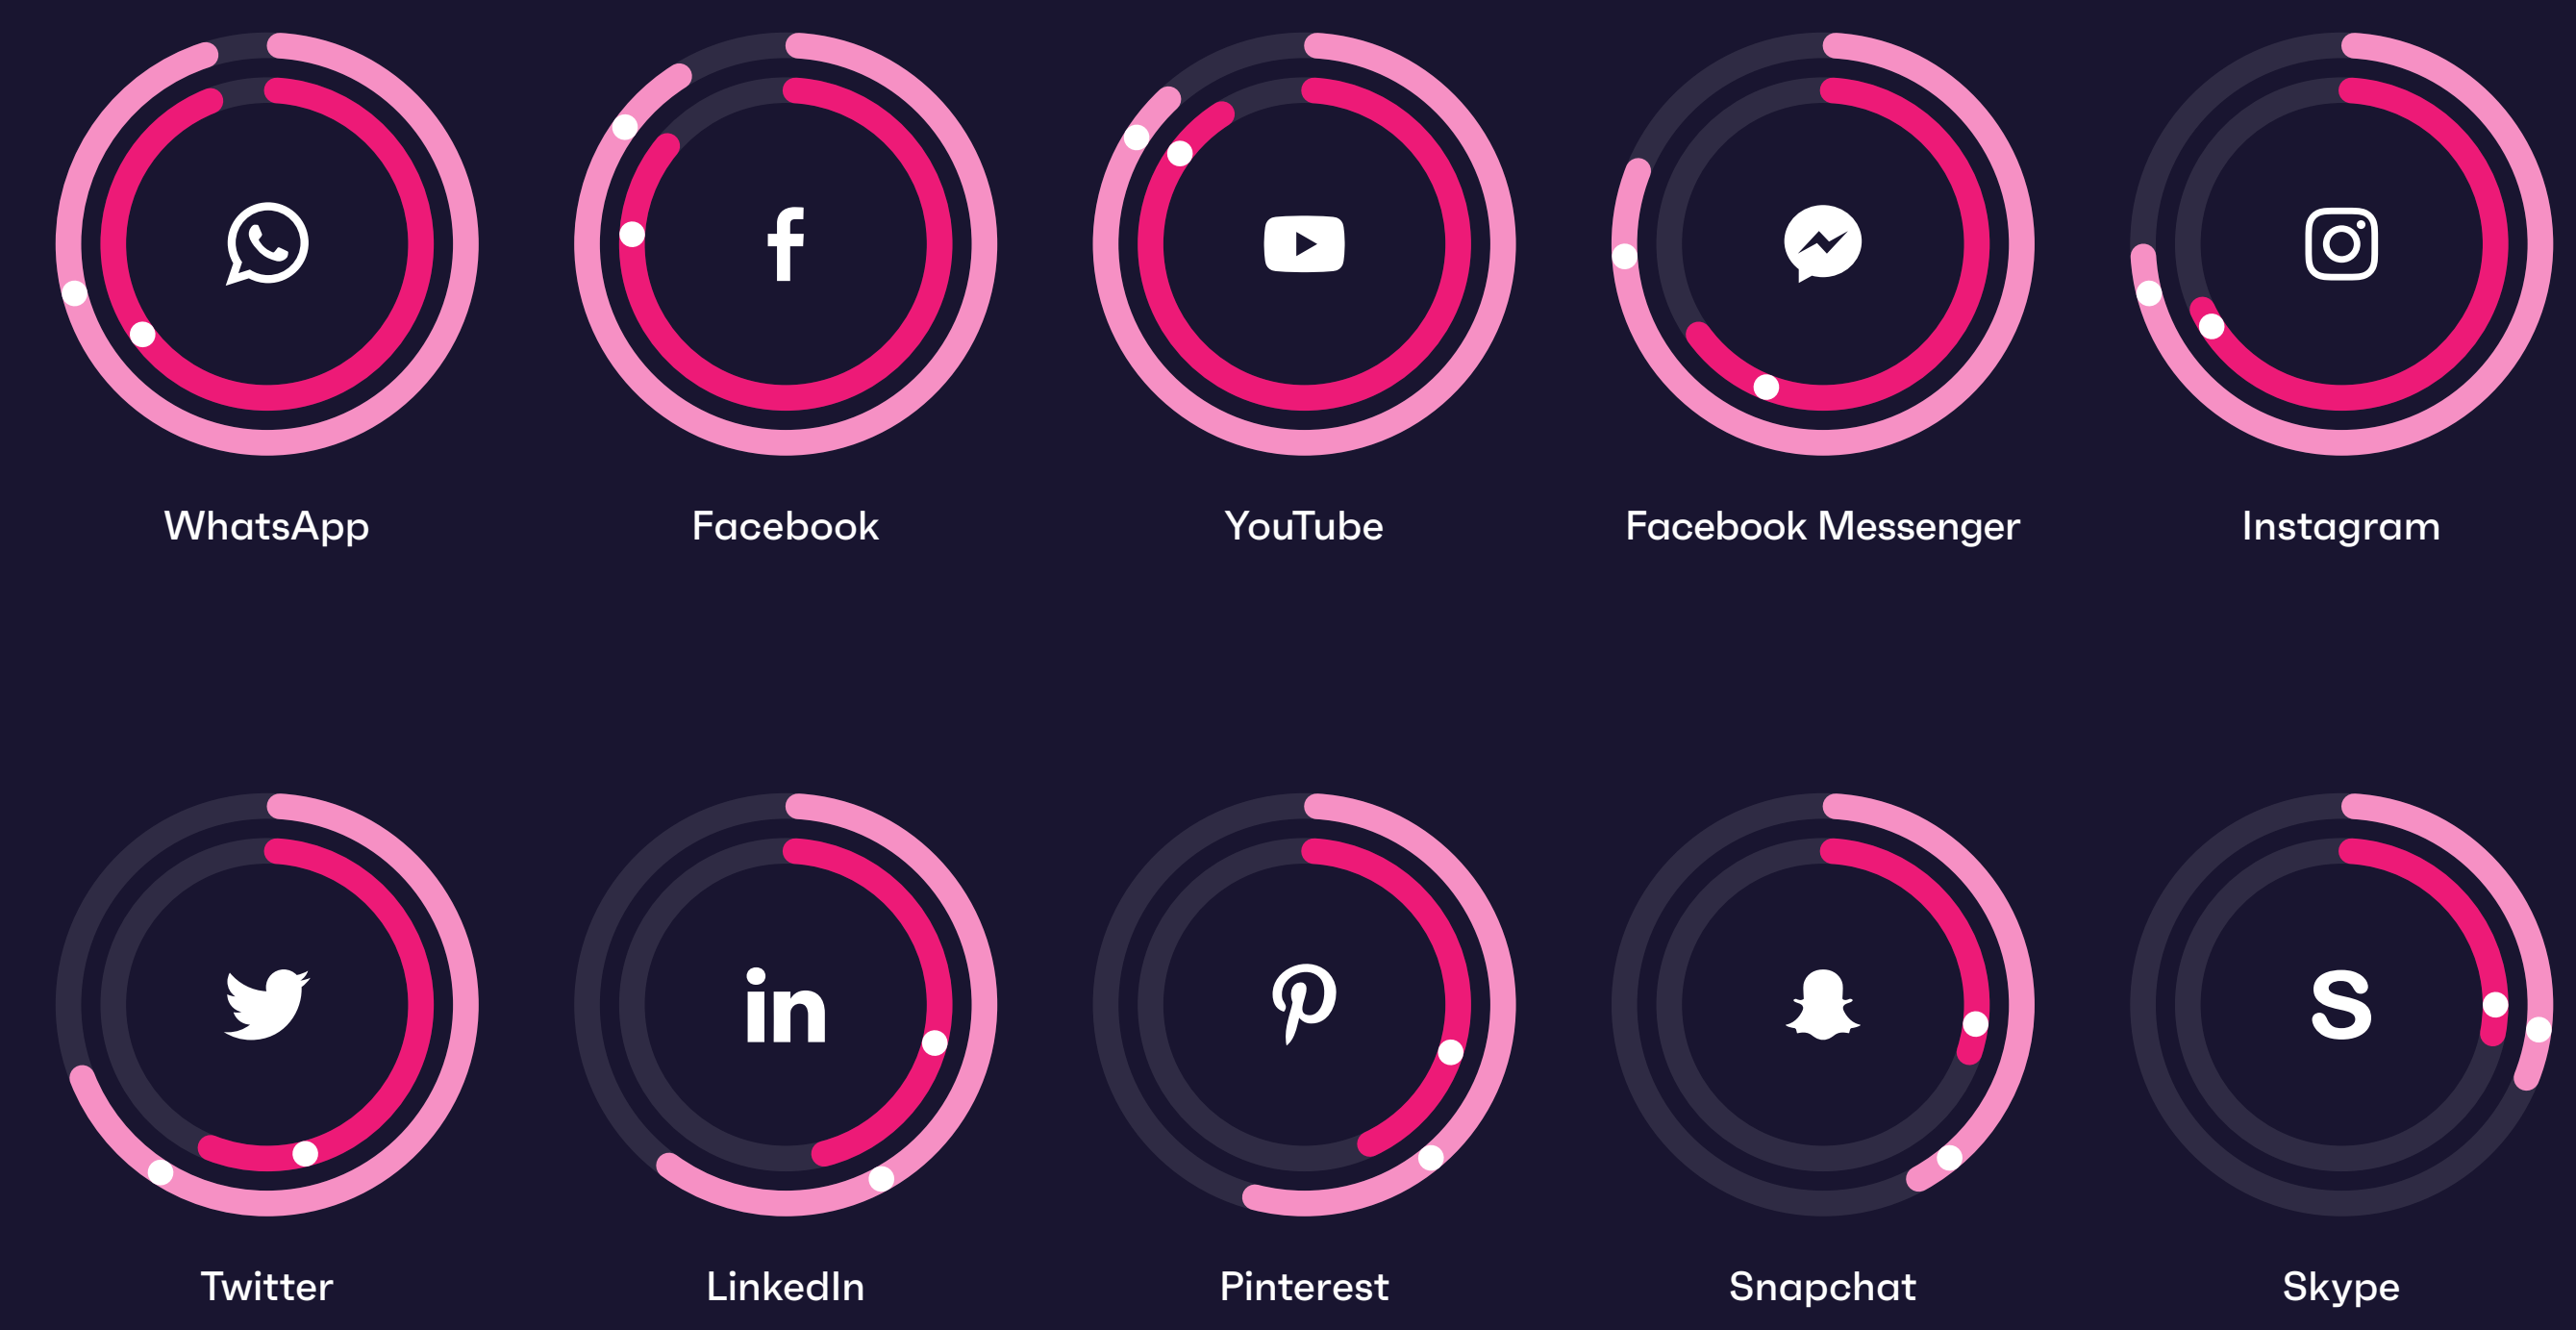 WhatsApp
Facebook
YouTube
Facebook Messenger
Instagram
Twitter
LinkedIn
Pinterest
Snapchat
Skype